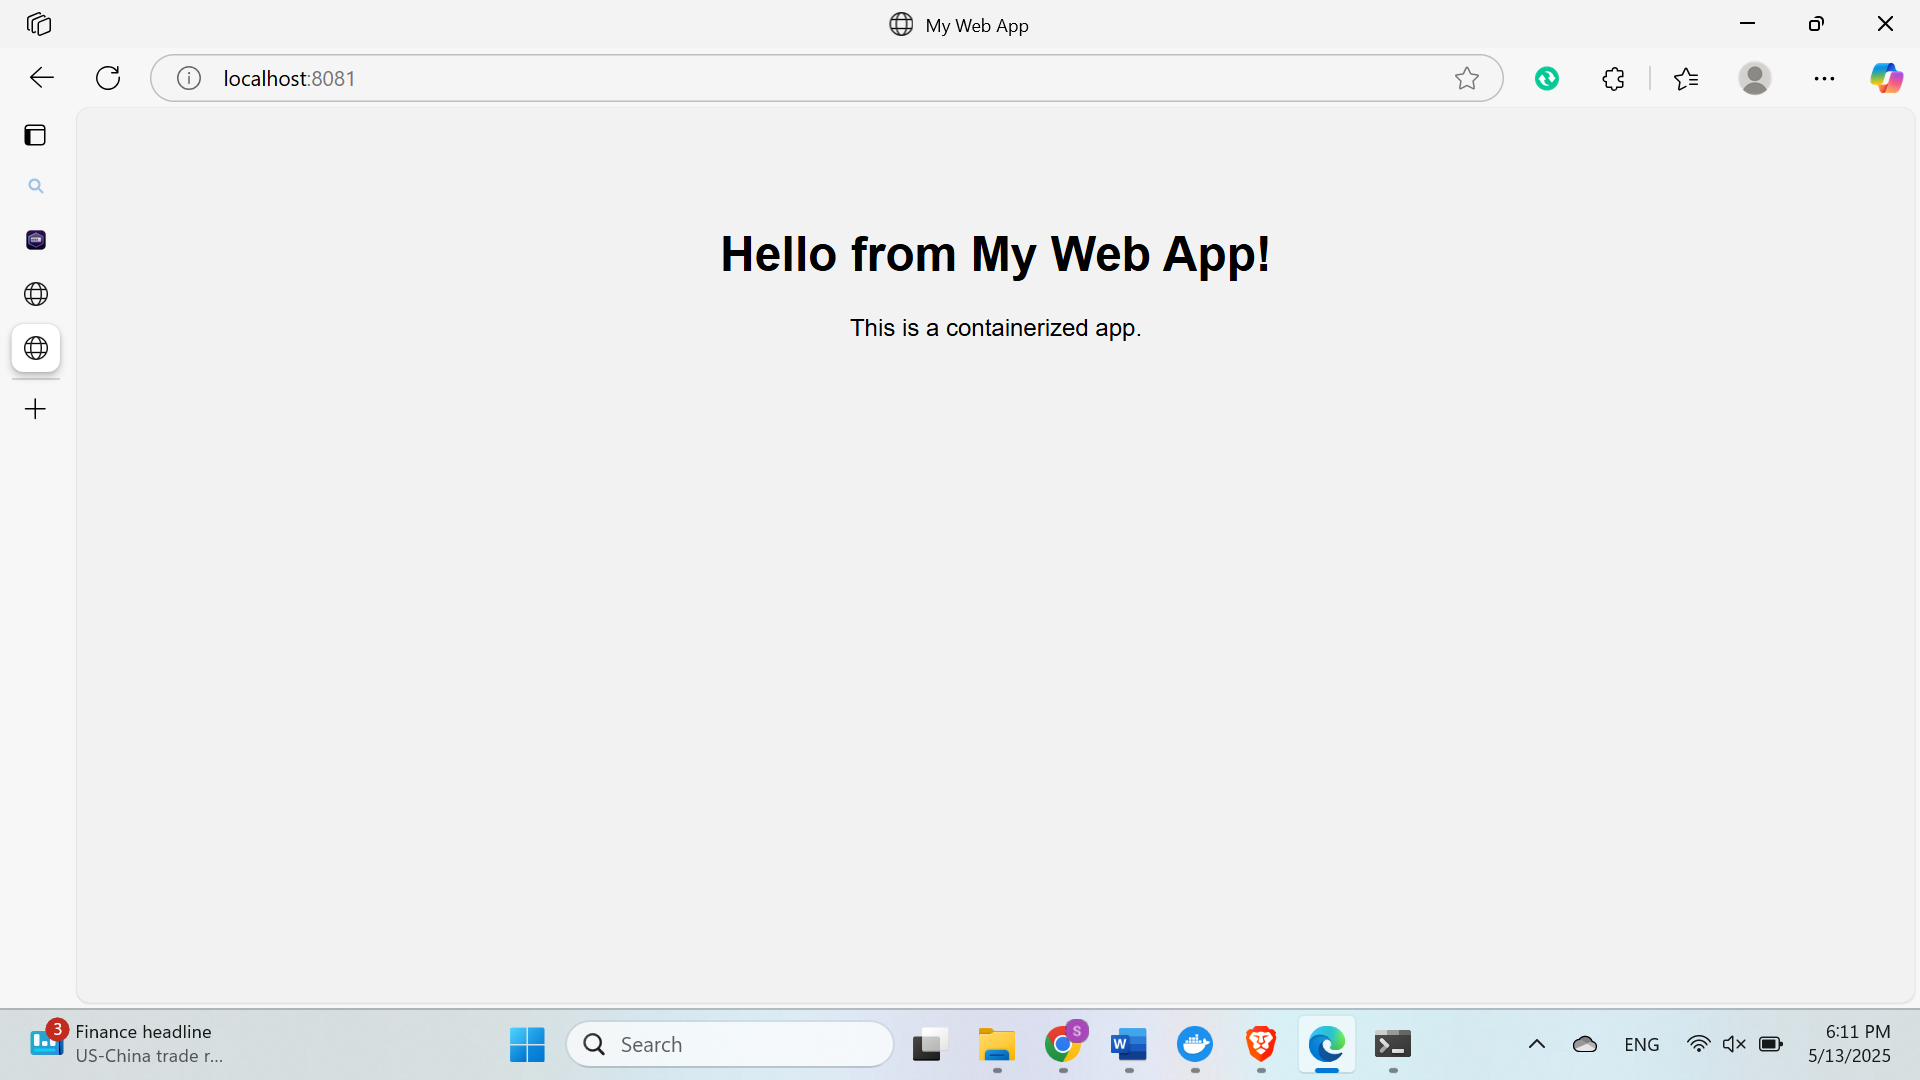 My Web App
localhost:8081
Hello from My Web App!
This is a containerized app.
3
Finance headline
US-China trade r...
Search
S
W
ENG
6:11 PM
5/13/2025